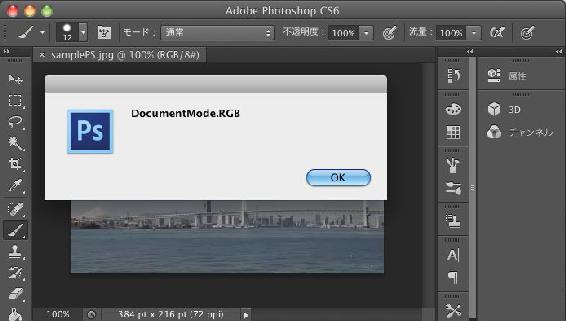 Adobe Photoshop CS6
12
モード: 通常
不透明度: 100%
流量: 100%
× samplePS.jpg @ 100% (RGB/8#)
Ps
DocumentMode.RGB
OK
属性
3D
チャンネル
A
100%
384 pt x 216 pt (72 ppi)